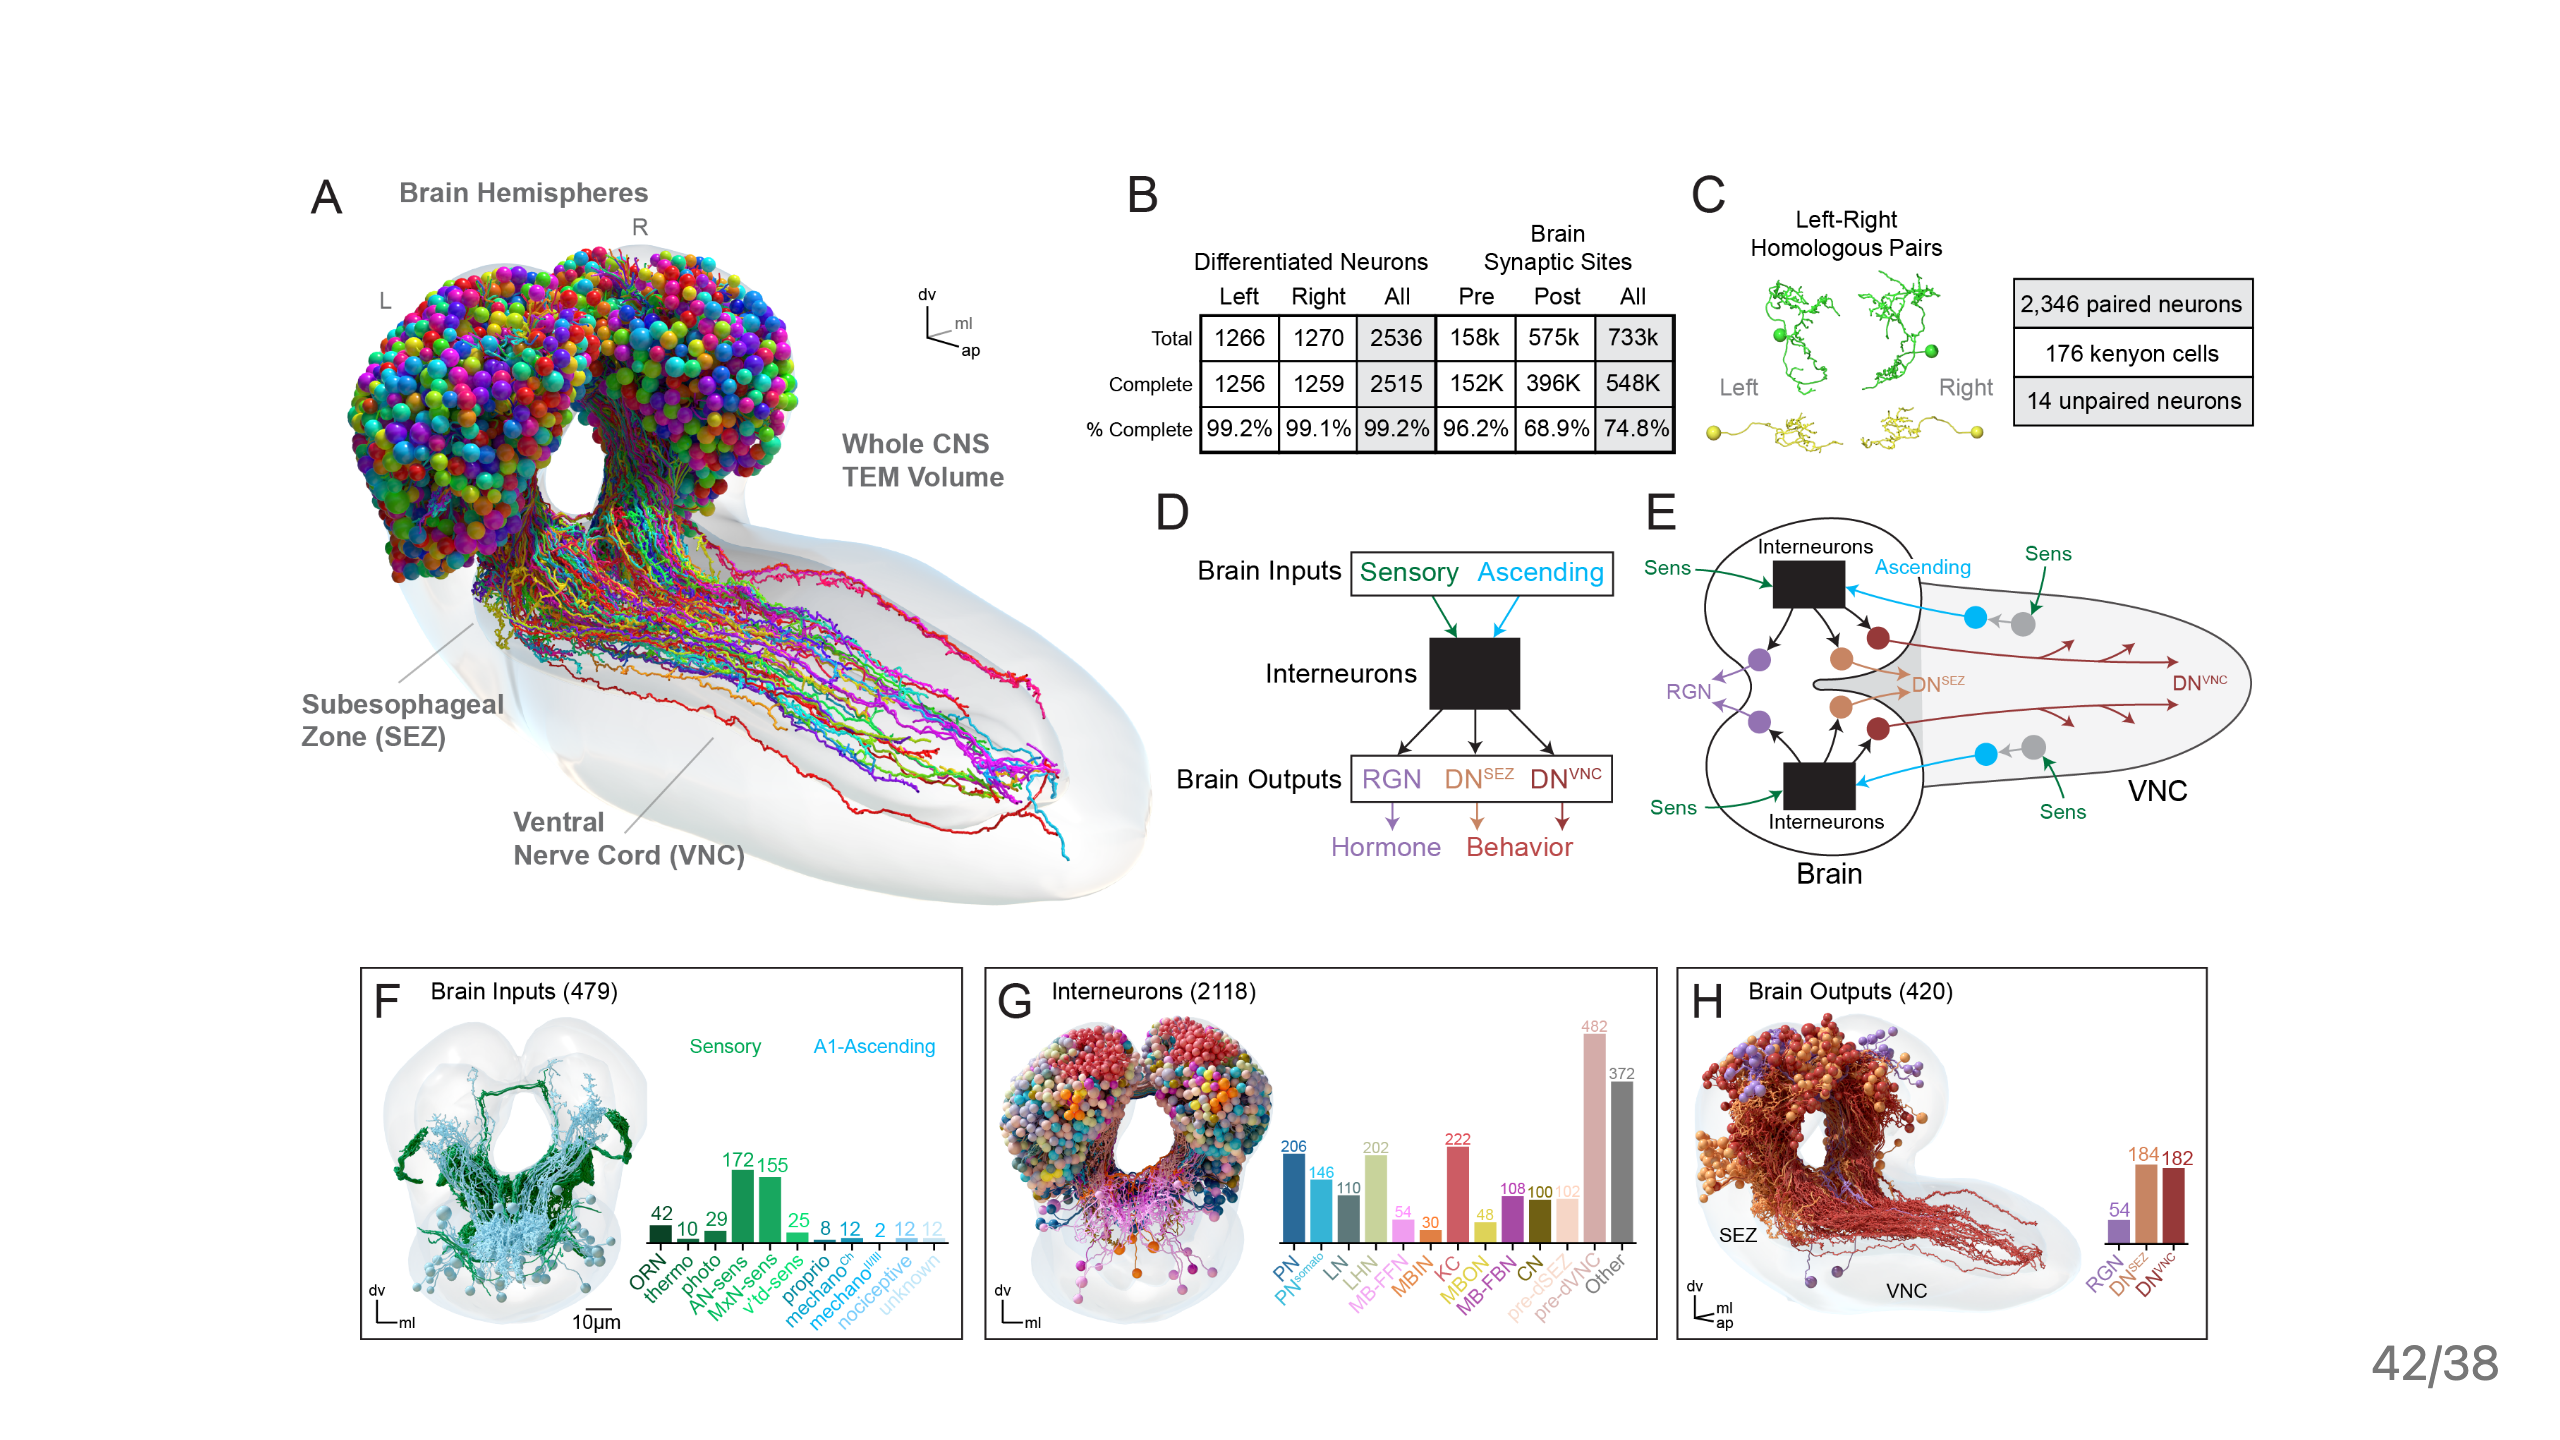 A
Brain Hemispheres
R
L
dv
ml
ap
Whole CNS
TEM Volume
Subesophageal
Zone (SEZ)
Ventral
Nerve Cord (VNC)
B
Brain
Differentiated Neurons Synaptic Sites
Left Right All Pre Post All
Total 1266 1270 2536 158k 575k 733k
Complete 1256 1259 2515 152K 396K 548K
% Complete 99.2% 99.1% 99.2% 96.2% 68.9% 74.8%
C
Left-Right
Homologous Pairs
Left Right
2,346 paired neurons
176 kenyon cells
14 unpaired neurons
D
Brain Inputs Sensory Ascending
Interneurons
Brain Outputs RGN DNSEZ DNVNC
Hormone Behavior
E
Interneurons
Sens
Ascending
Sens
RGN
DNSEZ
DNVNC
Sens
Interneurons
Sens
VNC
Brain
F Brain Inputs (479)
Sensory A1-Ascending
42 10 29 172 155 25 8 12 2 12 12
ORN
thermo
photo
AN-sens
MxN-sens
v'td-sens
proprio
mechanoCh
mechanoII/III
nociceptive
unknown
dv
ml
10µm
G Interneurons (2118)
206 146 110 202 54 30 222 48 108 100 102 482 372
PN
PNsomato
LN
LHN
MB-FFN
MBIN
KC
MBON
MB-FBN
CN
pre-dSEZ
pre-dVNC
Other
dv
ml
H Brain Outputs (420)
SEZ
VNC
54 184 182
RGN
DNSEZ
DNVNC
dv
ml
ap
42/38